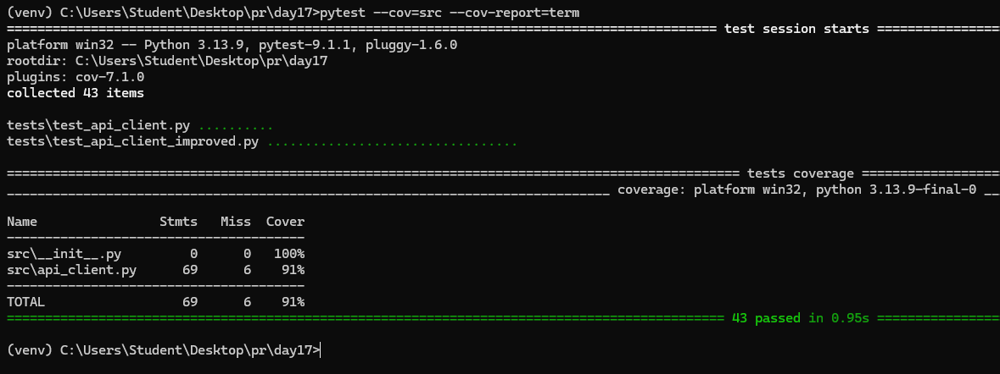 (venv) C:\Users\Student\Desktop\pr\day17>pytest --cov=src --cov-report=term
============================================================================================= test session starts ================
platform win32 -- Python 3.13.9, pytest-9.1.1, pluggy-1.6.0
rootdir: C:\Users\Student\Desktop\pr\day17
plugins: cov-7.1.0
collected 43 items
tests\test_api_client.py ..........
tests\test_api_client_improved.py .................................
================================================================================================ tests coverage ==================
_______________________________________________________________________________ coverage: platform win32, python 3.13.9-final-0 __
Name                Stmts   Miss  Cover
---------------------------------------
src\__init__.py         0      0   100%
src\api_client.py      69      6    91%
---------------------------------------
TOTAL                  69      6    91%
============================================================================================== 43 passed in 0.95s ================
(venv) C:\Users\Student\Desktop\pr\day17>